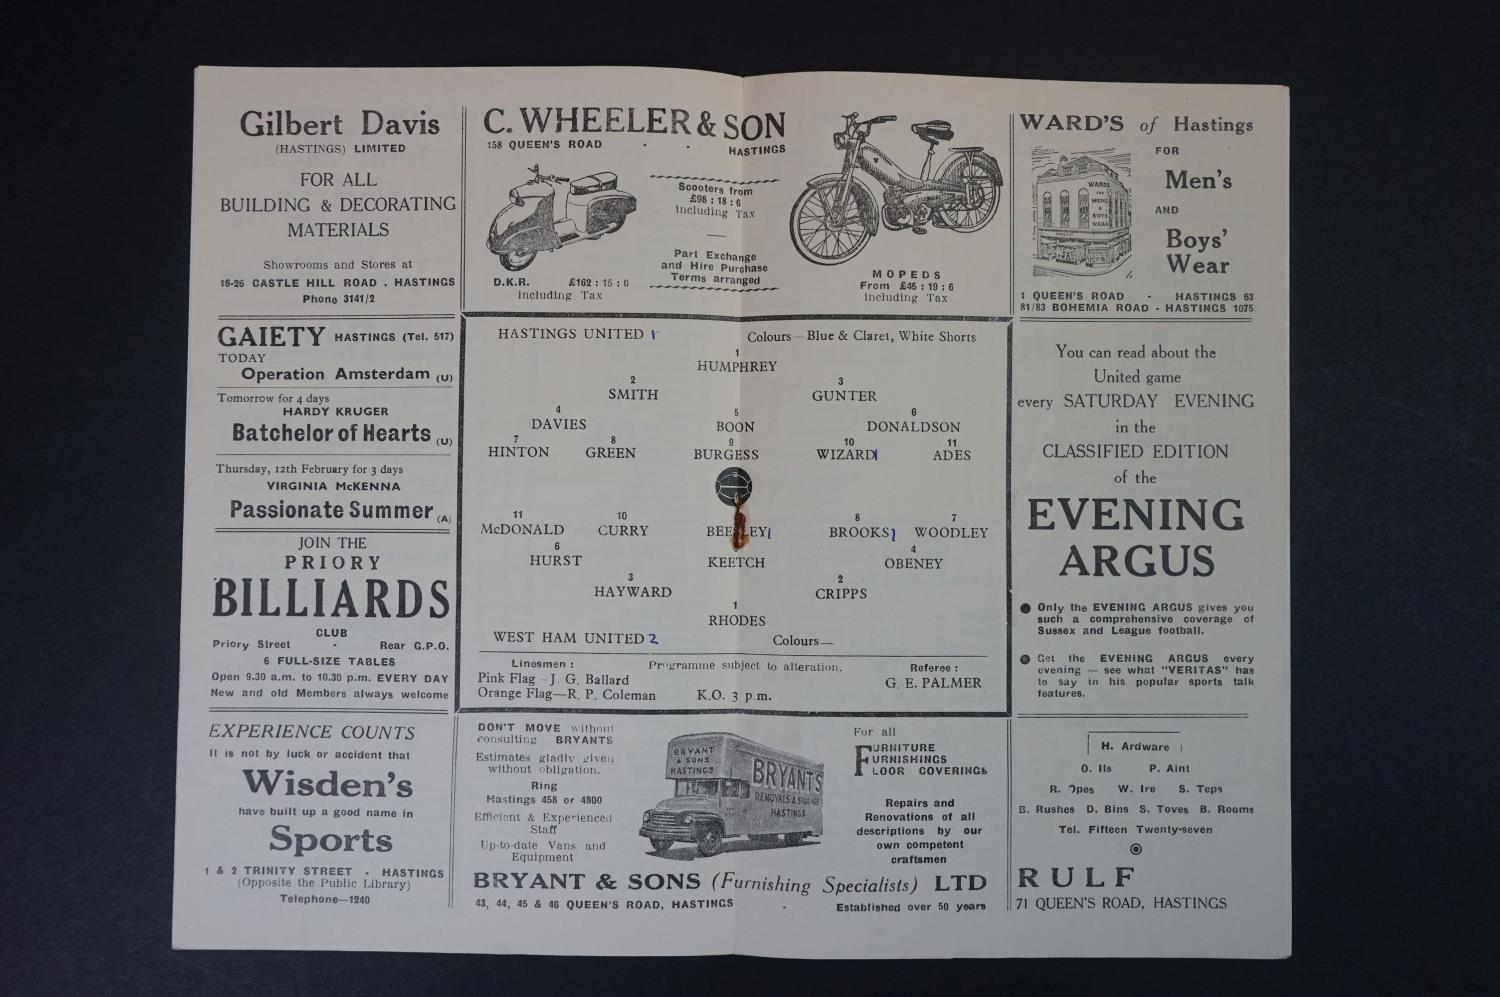 Gilbert Davis
(HASTINGS) LIMITED
FOR ALL
BUILDING & DECORATING
MATERIALS
Showrooms and Stores at
16-26 CASTLE HILL ROAD . HASTINGS
Phone 3141/2
C. WHEELER & SON
158 QUEEN'S ROAD - - HASTINGS
Scooters from
£98 : 18 : 6
including Tax
Part Exchange
and Hire Purchase
Terms arranged
D.K.R. £162 : 15 : 0
including Tax
MOPEDS
From £45 : 19 : 6
including Tax
WARD'S of Hastings
WARDS
FOR
MENS
&
BOYS
WEAR
FOR
Men's
AND
Boys'
Wear
1 QUEEN'S ROAD - HASTINGS 63
81/83 BOHEMIA ROAD - HASTINGS 1075
GAIETY HASTINGS (Tel. 517)
TODAY
Operation Amsterdam (U)
Tomorrow for 4 days
HARDY KRUGER
Batchelor of Hearts (U)
Thursday, 12th February for 3 days
VIRGINIA McKENNA
Passionate Summer (A)
JOIN THE
PRIORY
BILLIARDS
CLUB
Priory Street - Rear G.P.O.
6 FULL-SIZE TABLES
Open 9.30 a.m. to 10.30 p.m. EVERY DAY
New and old Members always welcome
HASTINGS UNITED 1 Colours—Blue & Claret, White Shorts
1
HUMPHREY
2 3
SMITH GUNTER
4 5 6
DAVIES BOON DONALDSON
7 8 9 10 11
HINTON GREEN BURGESS WIZARD 1 ADES
11 10 8 7
McDONALD CURRY BEESLEY 1 BROOKS 1 WOODLEY
6 4
HURST KEETCH OBENEY
3 2
HAYWARD CRIPPS
1
RHODES
WEST HAM UNITED 2 Colours—
Linesmen : Programme subject to alteration. Referee :
Pink Flag—J. G. Ballard G. E. PALMER
Orange Flag—R. P. Coleman K.O. 3 p.m.
You can read about the
United game
every SATURDAY EVENING
in the
CLASSIFIED EDITION
of the
EVENING
ARGUS
Only the EVENING ARGUS gives you
such a comprehensive coverage of
Sussex and League football.
Get the EVENING ARGUS every
evening — see what "VERITAS" has
to say in his popular sports talk
features.
EXPERIENCE COUNTS
It is not by luck or accident that
Wisden's
have built up a good name in
Sports
1 & 2 TRINITY STREET - HASTINGS
(Opposite the Public Library)
Telephone—1240
DON'T MOVE without
consulting BRYANTS
Estimates gladly given
without obligation.
Ring
Hastings 458 or 4800
Efficient & Experienced
Staff
Up-to-date Vans and
Equipment
BRYANT
& SONS
HASTINGS
BRYANT'S
REMOVALS & STORAGE
HASTINGS
For all
FURNITURE
FURNISHINGS
FLOOR COVERINGS
Repairs and
Renovations of all
descriptions by our
own competent
craftsmen
BRYANT & SONS (Furnishing Specialists) LTD
43, 44, 45 & 46 QUEEN'S ROAD, HASTINGS - Established over 50 years
H. Ardware
O. Ils P. Aint
R. Opes W. Ire S. Teps
B. Rushes D. Bins S. Toves B. Rooms
Tel. Fifteen Twenty-seven
RULF
71 QUEEN'S ROAD, HASTINGS